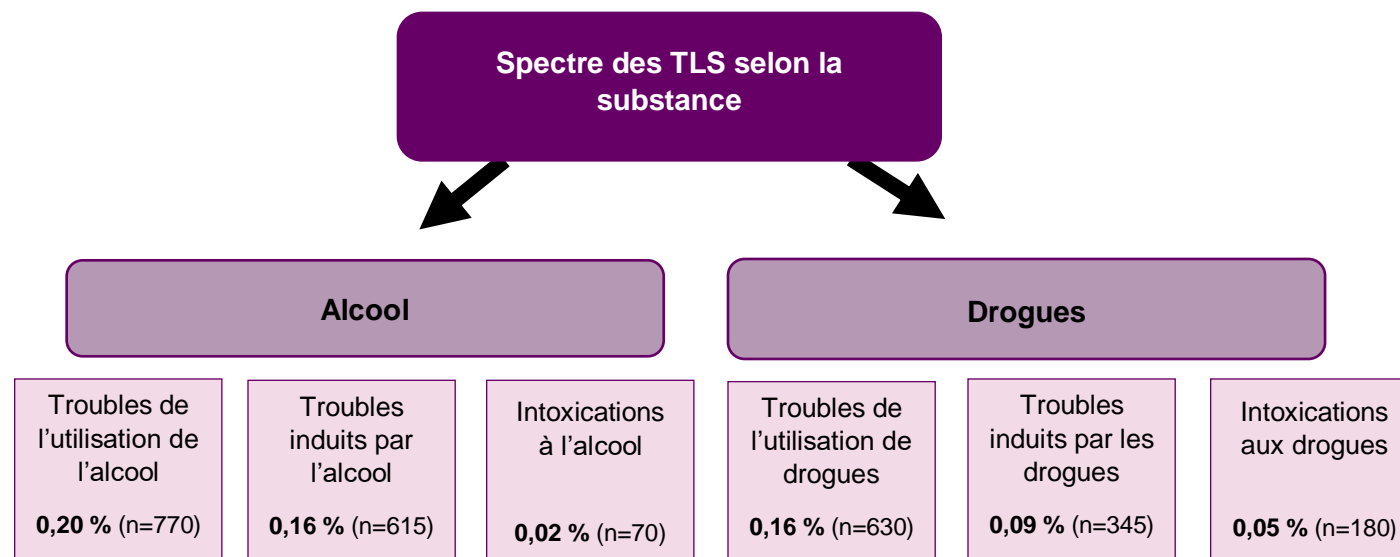 Spectre des TLS selon la
substance
Alcool
Drogues
Troubles de
l’utilisation de
l’alcool
0,20 % (n=770)
Troubles
induits par
l’alcool
0,16 % (n=615)
Intoxications
à l’alcool
0,02 % (n=70)
Troubles de
l’utilisation de
drogues
0,16 % (n=630)
Troubles
induits par les
drogues
0,09 % (n=345)
Intoxications
aux drogues
0,05 % (n=180)